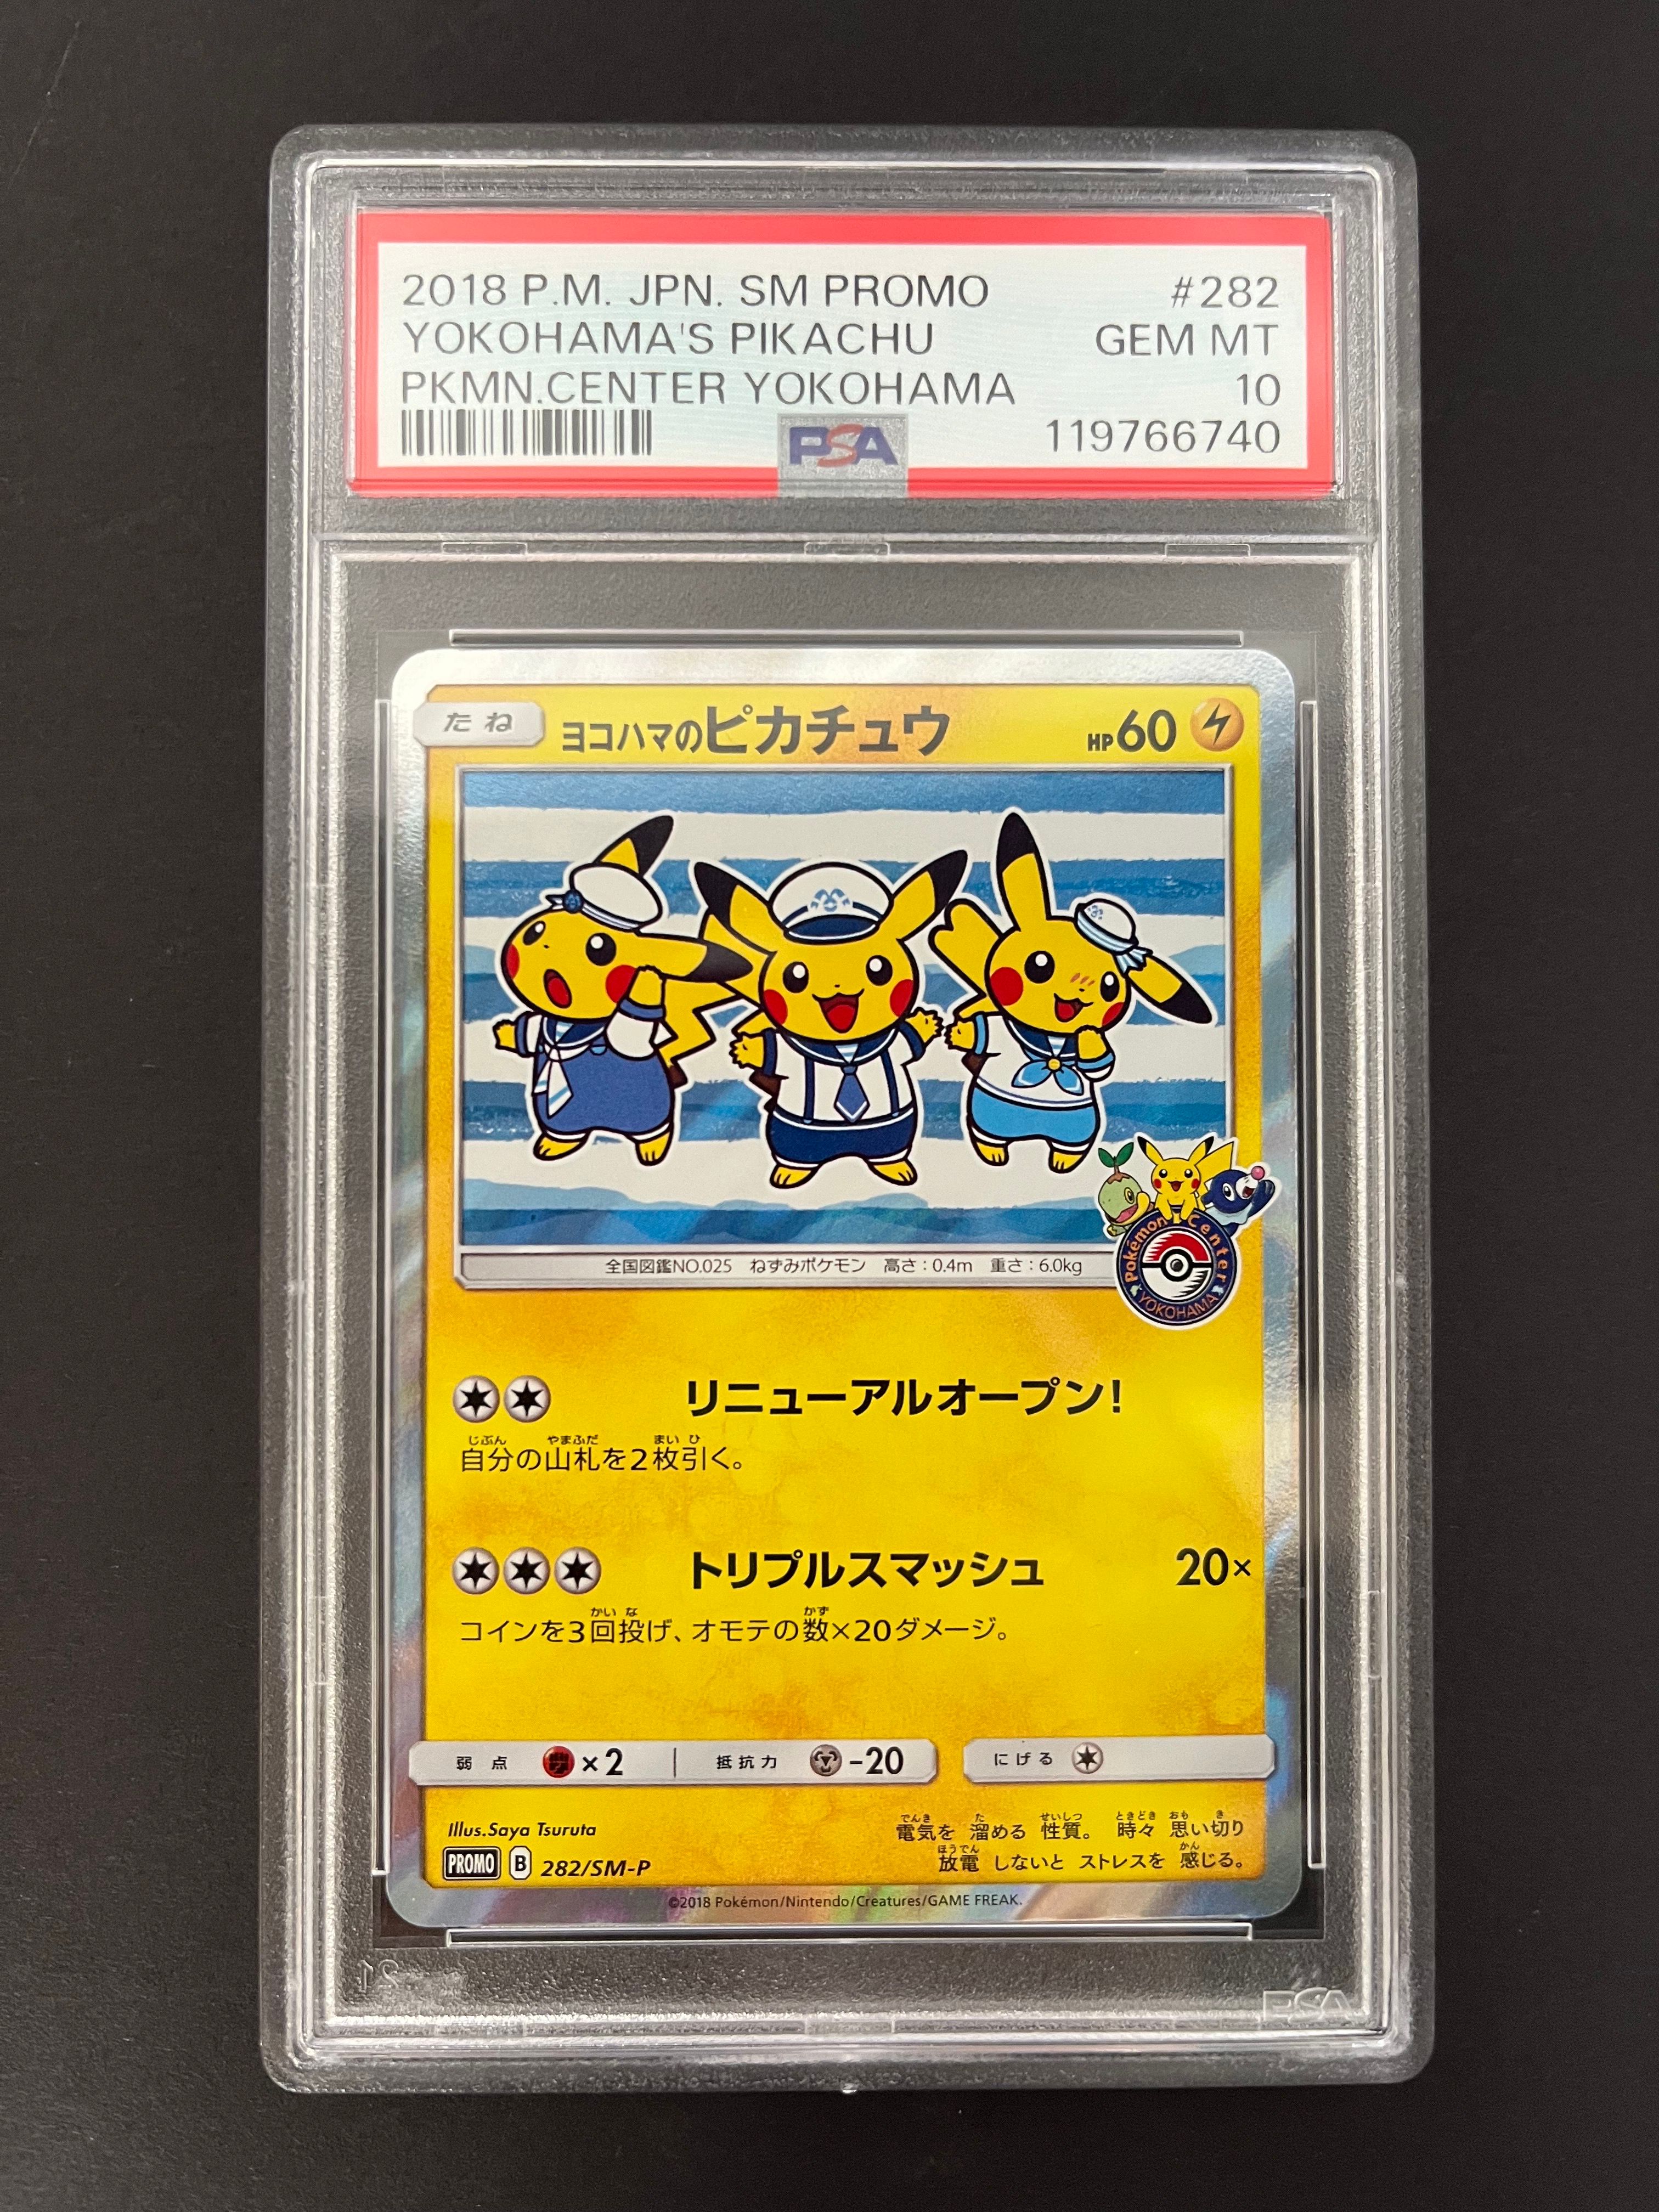 2018 P.M. JPN. SM PROMO #282
YOKOHAMA'S PIKACHU GEM MT
PKMN.CENTER YOKOHAMA 10
PSA 119766740
たね ヨコハマのピカチュウ HP60
全国図鑑NO.025 ねずみポケモン 高さ:0.4m 重さ:6.0kg
Pokémon Center
YOKOHAMA
リニューアルオープン!
じぶん やまふだ まい ひ
自分の山札を2枚引く。
トリプルスマッシュ 20×
かい な かず
コインを3回投げ、オモテの数×20ダメージ。
弱点 ×2 抵抗力 -20 にげる
Illus.Saya Tsuruta
でんき た せいしつ ときどき おも き
電気を 溜める 性質。 時々 思い切り
ほうでん かん
放電 しないと ストレスを 感じる。
PROMO B 282/SM-P
©2018 Pokémon/Nintendo/Creatures/GAME FREAK.
PSA